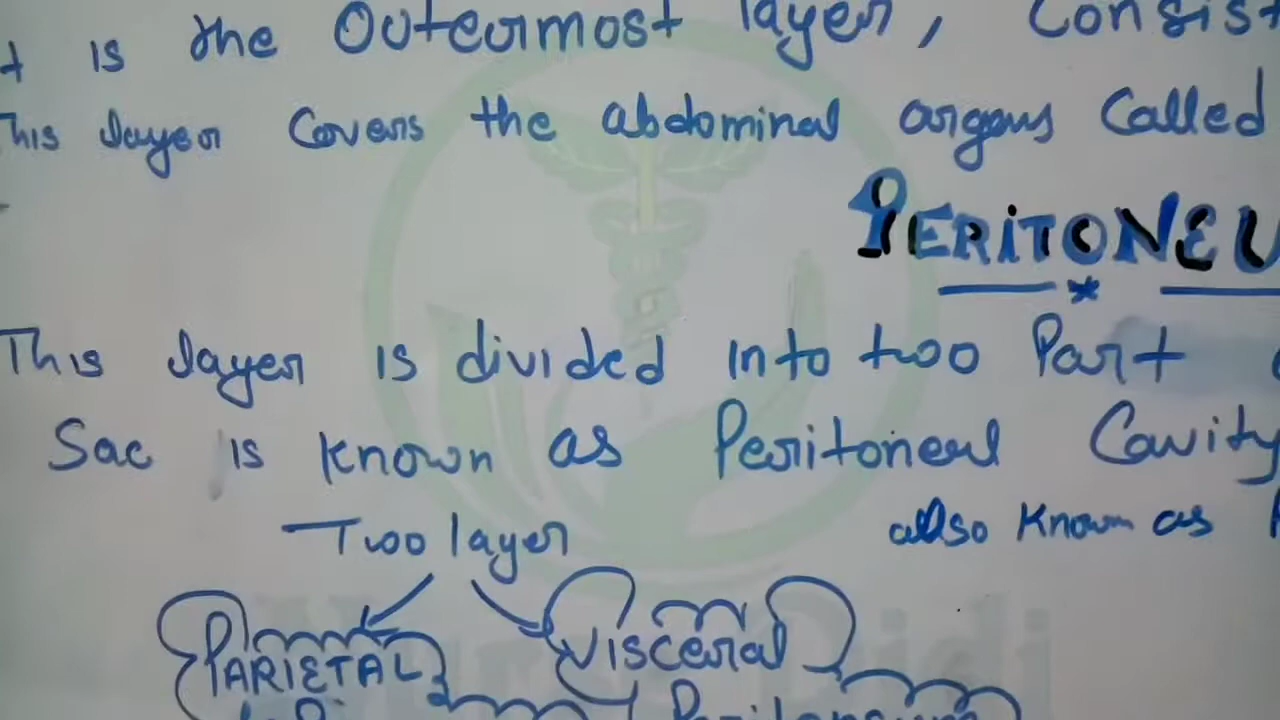 t is the Outermost layer, Consist
This layer Covers the abdominal organs Called
PERITONEU
This layer is divided into two Part
Sac is known as Peritoneal Cavity
also known as
Two layer
PARIETAL Visceral
Peritoneum